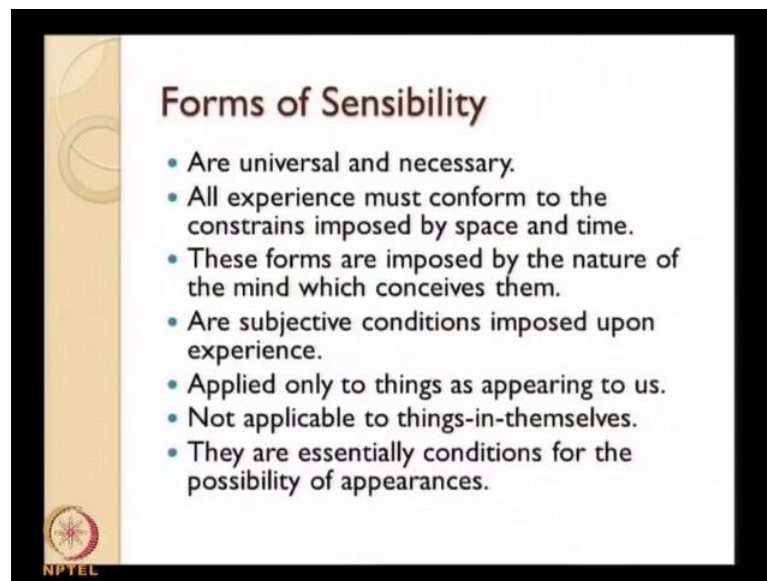 Forms of Sensibility
• Are universal and necessary.
• All experience must conform to the
constrains imposed by space and time.
• These forms are imposed by the nature of
the mind which conceives them.
• Are subjective conditions imposed upon
experience.
• Applied only to things as appearing to us.
• Not applicable to things-in-themselves.
• They are essentially conditions for the
possibility of appearances.
NPTEL